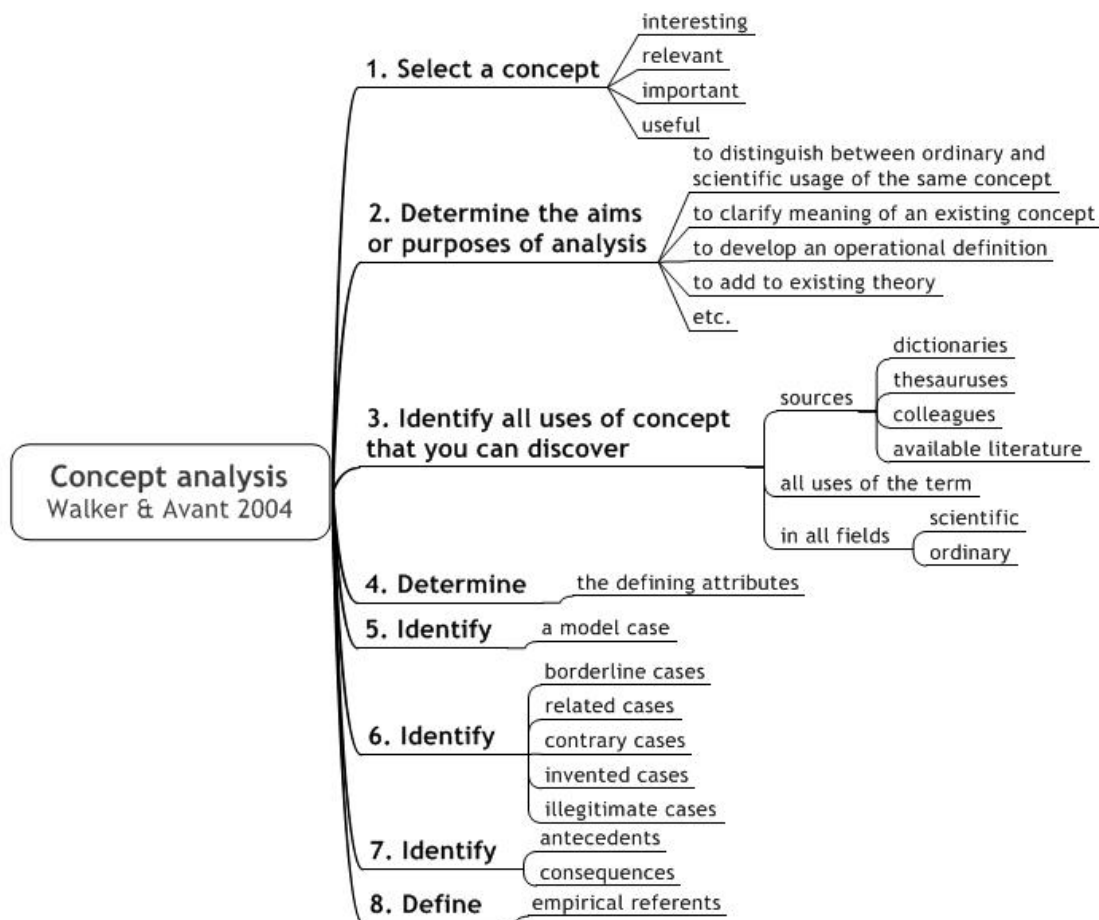 Concept analysis
Walker & Avant 2004
1. Select a concept
interesting
relevant
important
useful
2. Determine the aims
or purposes of analysis
to distinguish between ordinary and
scientific usage of the same concept
to clarify meaning of an existing concept
to develop an operational definition
to add to existing theory
etc.
3. Identify all uses of concept
that you can discover
sources
dictionaries
thesauruses
colleagues
available literature
all uses of the term
in all fields
scientific
ordinary
4. Determine
the defining attributes
5. Identify
a model case
6. Identify
borderline cases
related cases
contrary cases
invented cases
illegitimate cases
7. Identify
antecedents
consequences
8. Define
empirical referents